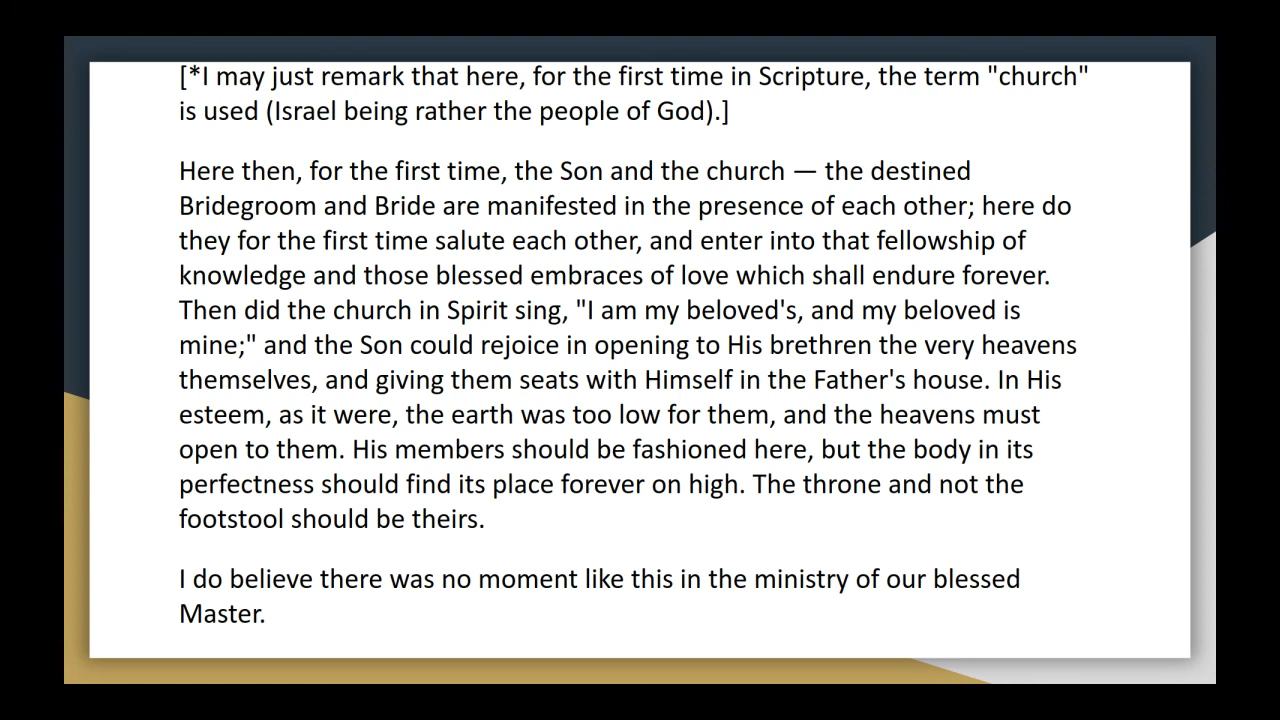 [*I may just remark that here, for the first time in Scripture, the term "church"
is used (Israel being rather the people of God).]
Here then, for the first time, the Son and the church — the destined
Bridegroom and Bride are manifested in the presence of each other; here do
they for the first time salute each other, and enter into that fellowship of
knowledge and those blessed embraces of love which shall endure forever.
Then did the church in Spirit sing, "I am my beloved's, and my beloved is
mine;" and the Son could rejoice in opening to His brethren the very heavens
themselves, and giving them seats with Himself in the Father's house. In His
esteem, as it were, the earth was too low for them, and the heavens must
open to them. His members should be fashioned here, but the body in its
perfectness should find its place forever on high. The throne and not the
footstool should be theirs.
I do believe there was no moment like this in the ministry of our blessed
Master.